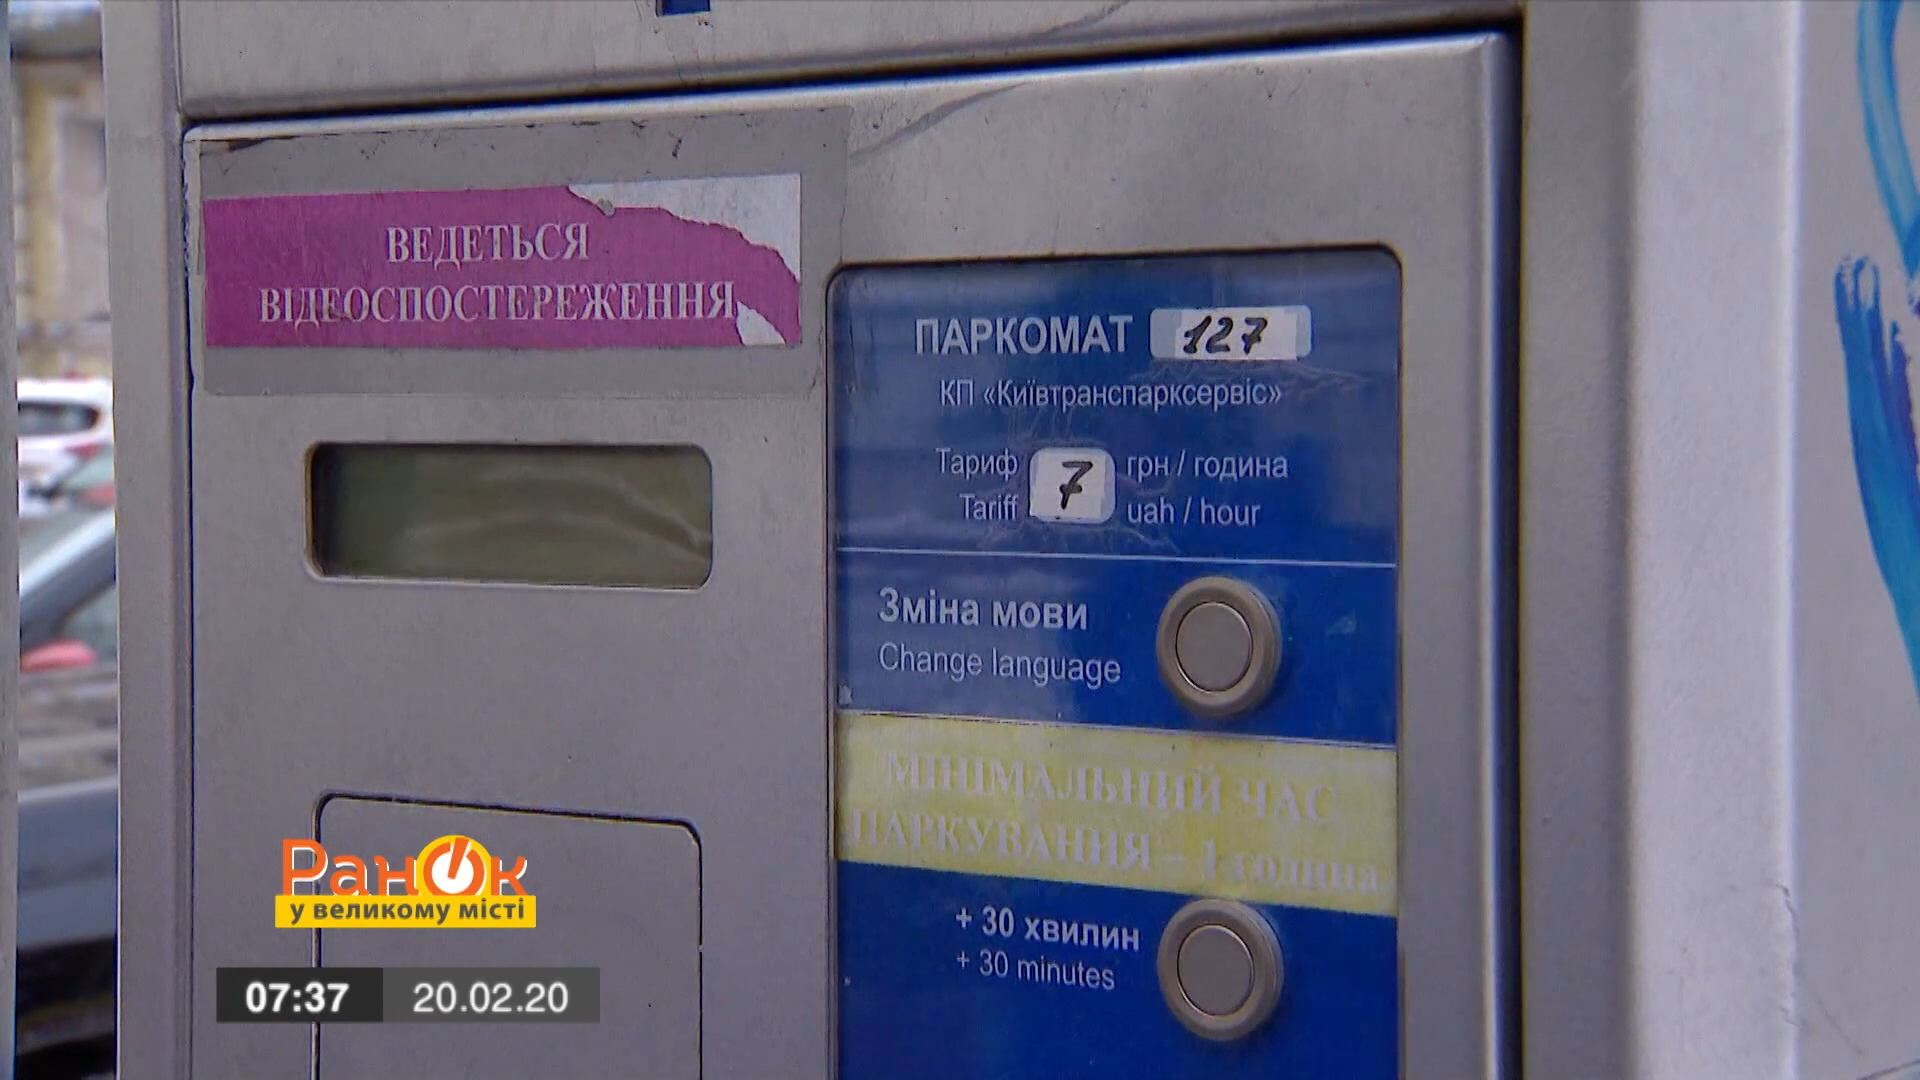 ВЕДЕТЬСЯ
ВІДЕОСПОСТЕРЕЖЕННЯ
ПАРКОМАТ 127
КП «Київтранспарксервіс»
Тариф 7 грн / година
Tariff uah / hour
Зміна мови
Change language
МІНІМАЛЬНИЙ ЧАС
ПАРКУВАННЯ – 1 година
+ 30 хвилин
+ 30 minutes
Ранок
у великому місті
07:37 20.02.20